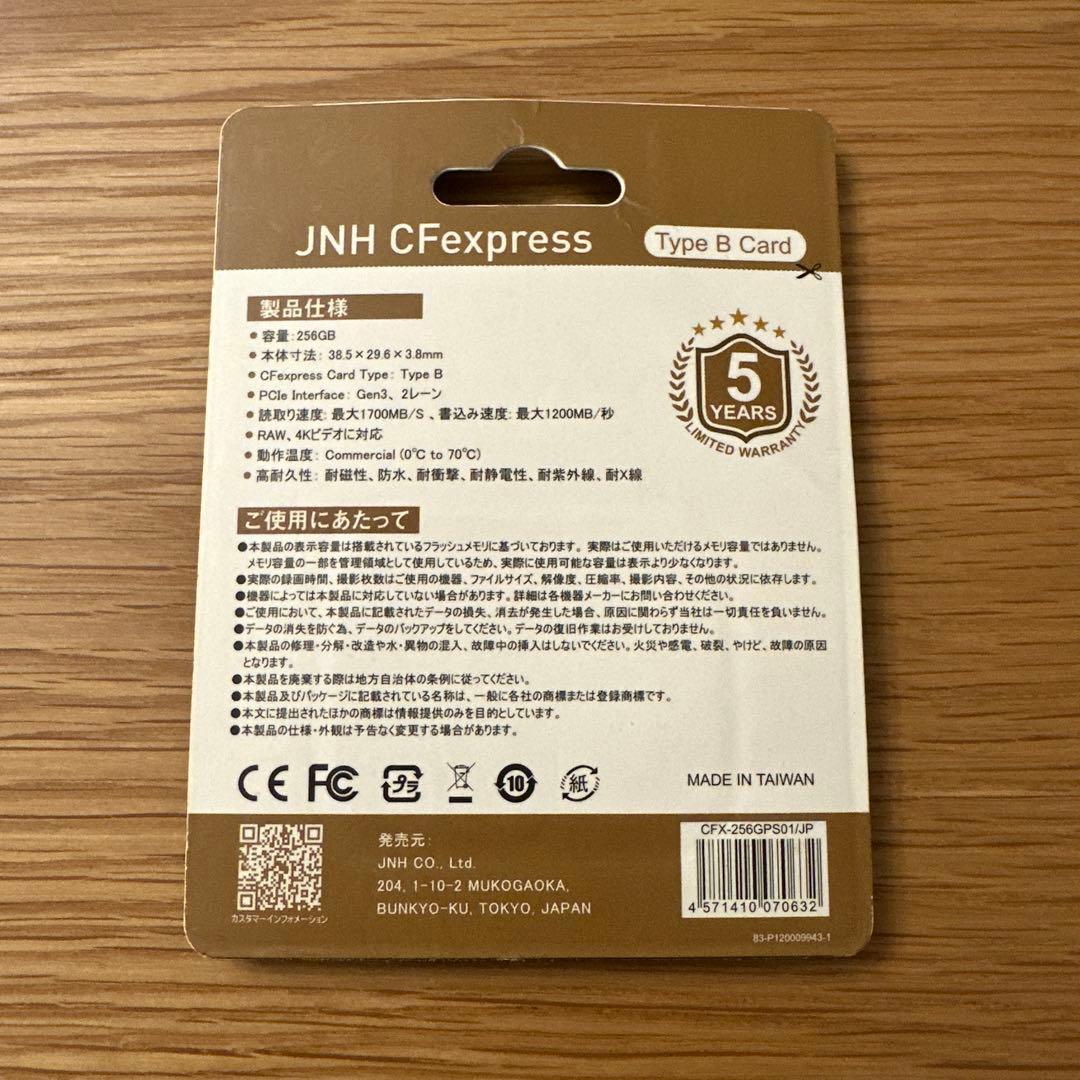 JNH CFexpress Type B Card
製品仕様
● 容量：256GB
● 本体寸法：38.5×29.6×3.8mm
● CFexpress Card Type：Type B
● PCIe Interface：Gen3、2レーン
● 読取り速度：最大1700MB/S 、書込み速度：最大1200MB/秒
● RAW、4Kビデオに対応
● 動作温度：Commercial (0℃ to 70℃)
● 高耐久性：耐磁性、防水、耐衝撃、耐静電性、耐紫外線、耐X線
5
YEARS
LIMITED WARRANTY
ご使用にあたって
●本製品の表示容量は搭載されているフラッシュメモリに基づいております。実際はご使用いただけるメモリ容量ではありません。
メモリ容量の一部を管理領域として使用しているため、実際に使用可能な容量は表示より少なくなります。
●実際の録画時間、撮影枚数はご使用の機器、ファイルサイズ、解像度、圧縮率、撮影内容、その他の状況に依存します。
●機器によっては本製品に対応していない場合があります。詳細は各機器メーカーにお問い合わせください。
●ご使用において、本製品に記載されたデータの損失、消去が発生した場合、原因に関わらず当社は一切責任を負いません。
●データの消失を防ぐ為、データのバックアップをしてください。データの復旧作業はお受けしておりません。
●本製品の修理・分解・改造や水・異物の混入、故障中の挿入はしないでください。火災や感電、破裂、やけど、故障の原因
となります。
●本製品を廃棄する際は地方自治体の条例に従ってください。
●本製品及びパッケージに記載されている名称は、一般に各社の商標または登録商標です。
●本文に提出されたほかの商標は情報提供のみを目的としています。
●本製品の仕様・外観は予告なく変更する場合があります。
CE FC プラ 10 紙 MADE IN TAIWAN
カスタマーインフォメーション
発売元：
JNH CO., Ltd.
204, 1-10-2 MUKOGAOKA,
BUNKYO-KU, TOKYO, JAPAN
CFX-256GPS01/JP
4 571410 070632
83-P120009943-1